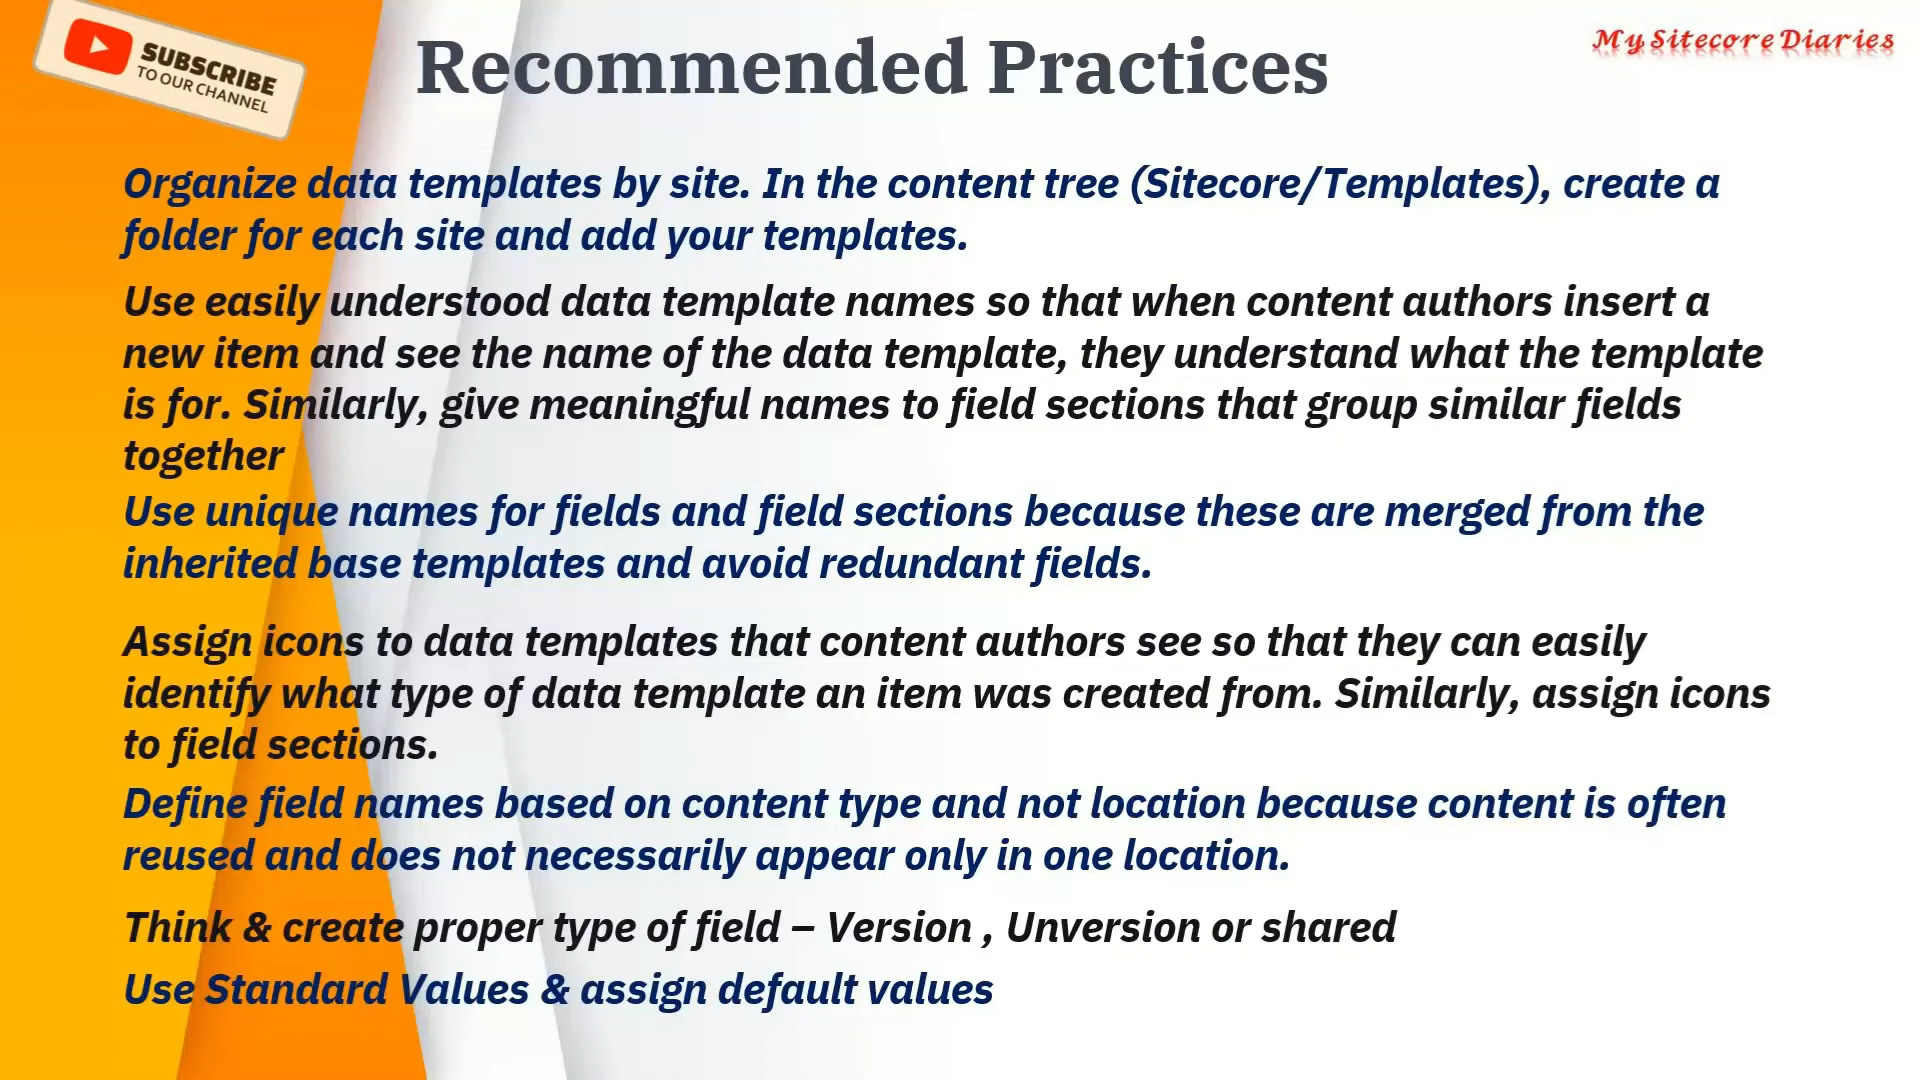 SUBSCRIBE
TO OUR CHANNEL
Recommended Practices
My Sitecore Diaries
Organize data templates by site. In the content tree (Sitecore/Templates), create a
folder for each site and add your templates.
Use easily understood data template names so that when content authors insert a
new item and see the name of the data template, they understand what the template
is for. Similarly, give meaningful names to field sections that group similar fields
together
Use unique names for fields and field sections because these are merged from the
inherited base templates and avoid redundant fields.
Assign icons to data templates that content authors see so that they can easily
identify what type of data template an item was created from. Similarly, assign icons
to field sections.
Define field names based on content type and not location because content is often
reused and does not necessarily appear only in one location.
Think & create proper type of field – Version , Unversion or shared
Use Standard Values & assign default values